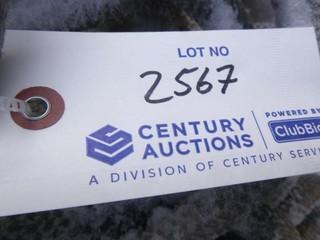 LOT NO
2567
CENTURY
AUCTIONS
POWERED BY
ClubBid
A DIVISION OF CENTURY SERV